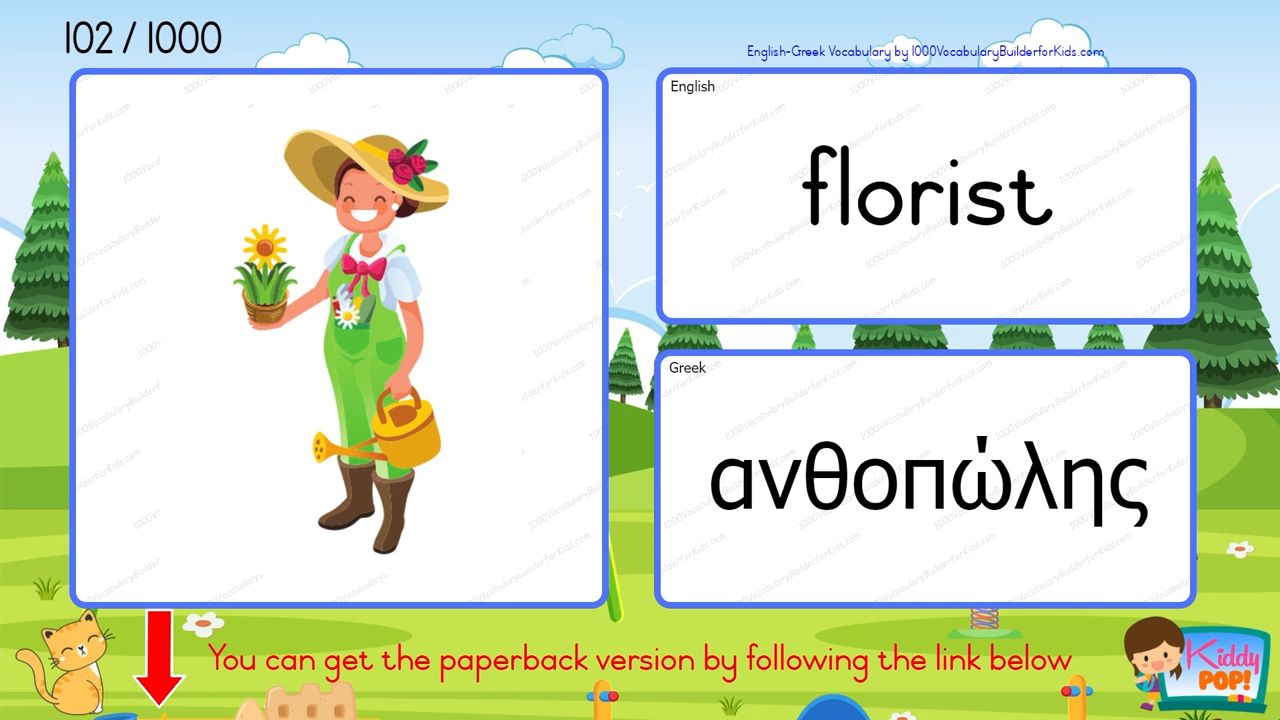 102 / 1000
English-Greek Vocabulary by 1000VocabularyBuilderforKids.com
English
florist
Greek
ανθοπώλης
You can get the paperback version by following the link below
Kiddy
POP!